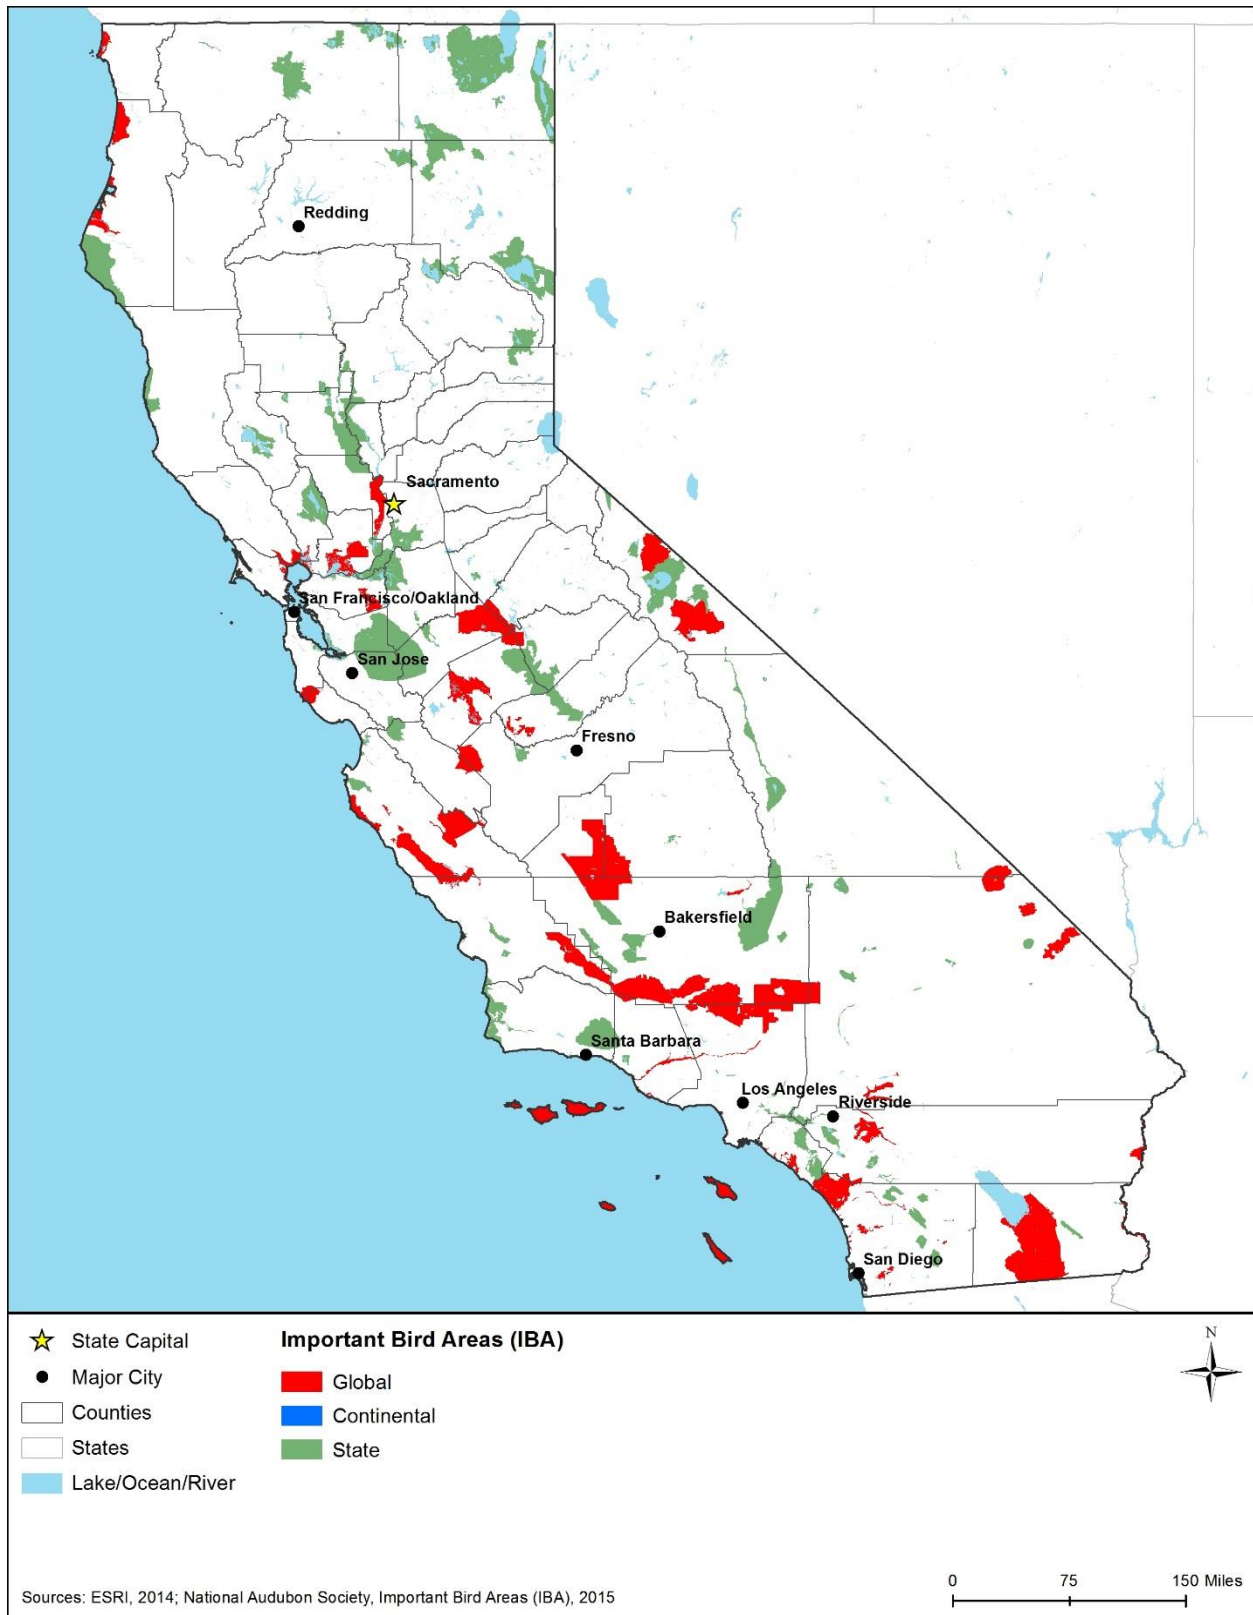 Redding
Sacramento
San Francisco/Oakland
San Jose
Fresno
Bakersfield
Santa Barbara
Los Angeles
Riverside
San Diego
State Capital
Major City
Counties
States
Lake/Ocean/River
Important Bird Areas (IBA)
Global
Continental
State
N
Sources: ESRI, 2014; National Audubon Society, Important Bird Areas (IBA), 2015
0 75 150 Miles